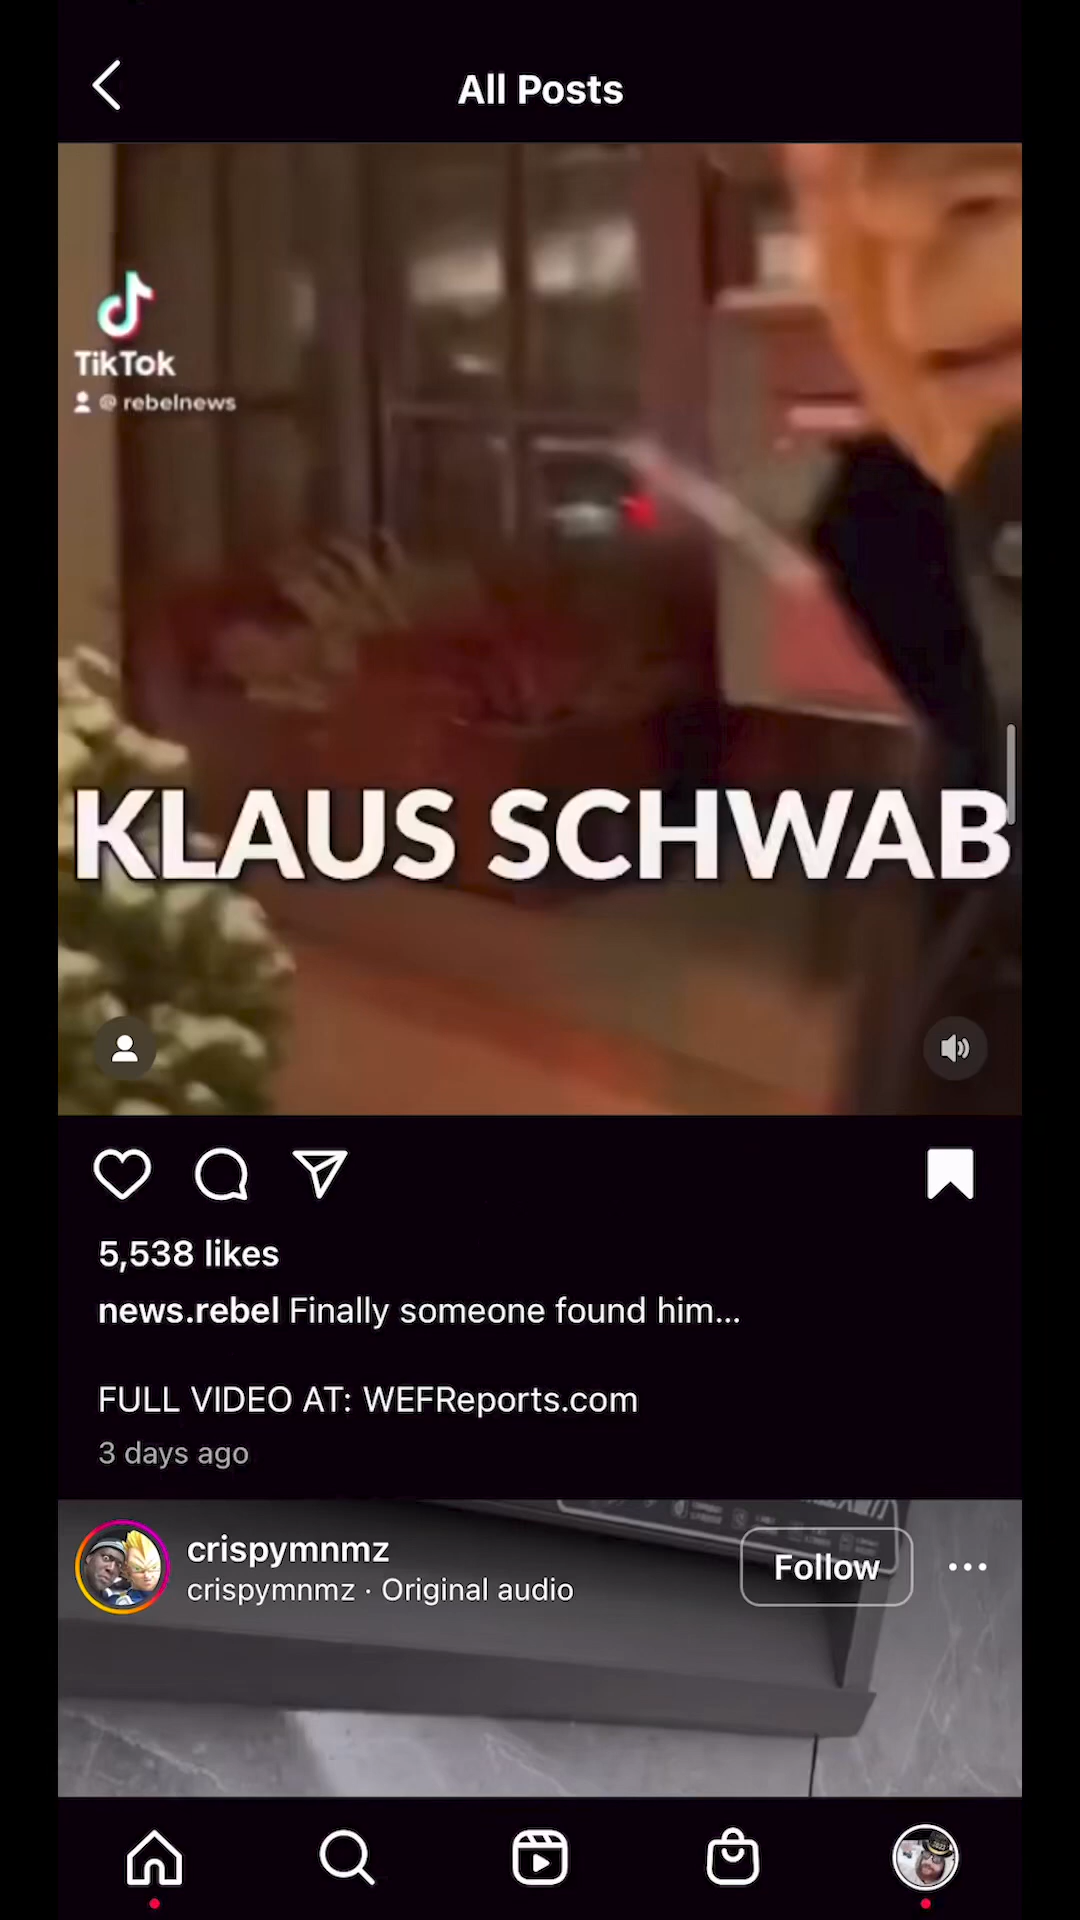 All Posts
TikTok
@ rebelnews
KLAUS SCHWAB
5,538 likes
news.rebel Finally someone found him...
FULL VIDEO AT: WEFReports.com
3 days ago
crispymnmz
crispymnmz · Original audio
Follow